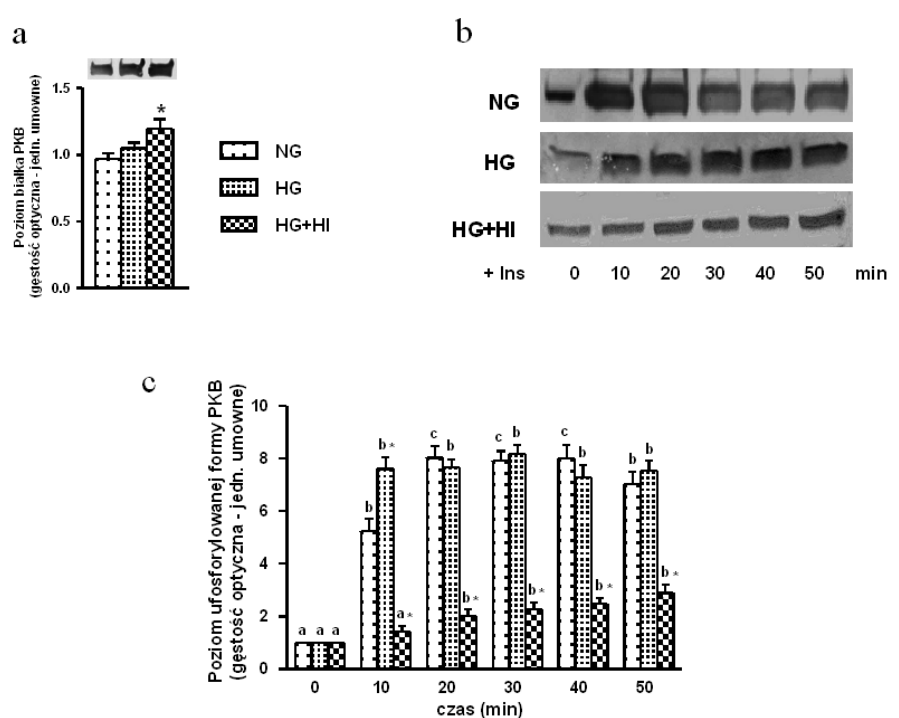 a
Poziom białka PKB
(gęstość optyczna - jedn. umowne)
1.5
1.0
0.5
0.0
*
NG
HG
HG+HI
b
NG
HG
HG+HI
+ Ins 0 10 20 30 40 50 min
c
Poziom ufosforylowanej formy PKB
(gęstość optyczna - jedn. umowne)
10
8
6
4
2
0
a a a
b b * a *
c b b *
c b b *
c b b *
b b b *
0 10 20 30 40 50
czas (min)